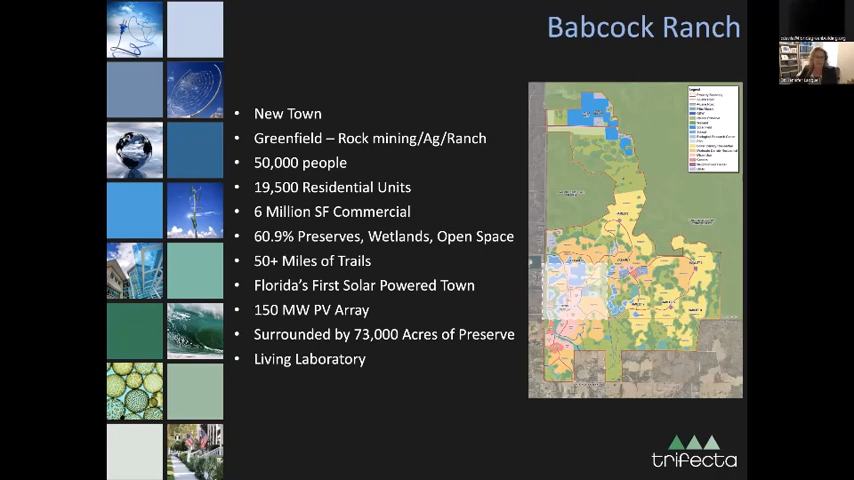 Babcock Ranch
• New Town
• Greenfield – Rock mining/Ag/Ranch
• 50,000 people
• 19,500 Residential Units
• 6 Million SF Commercial
• 60.9% Preserves, Wetlands, Open Space
• 50+ Miles of Trails
• Florida's First Solar Powered Town
• 150 MW PV Array
• Surrounded by 73,000 Acres of Preserve
• Living Laboratory
Legend
trifecta